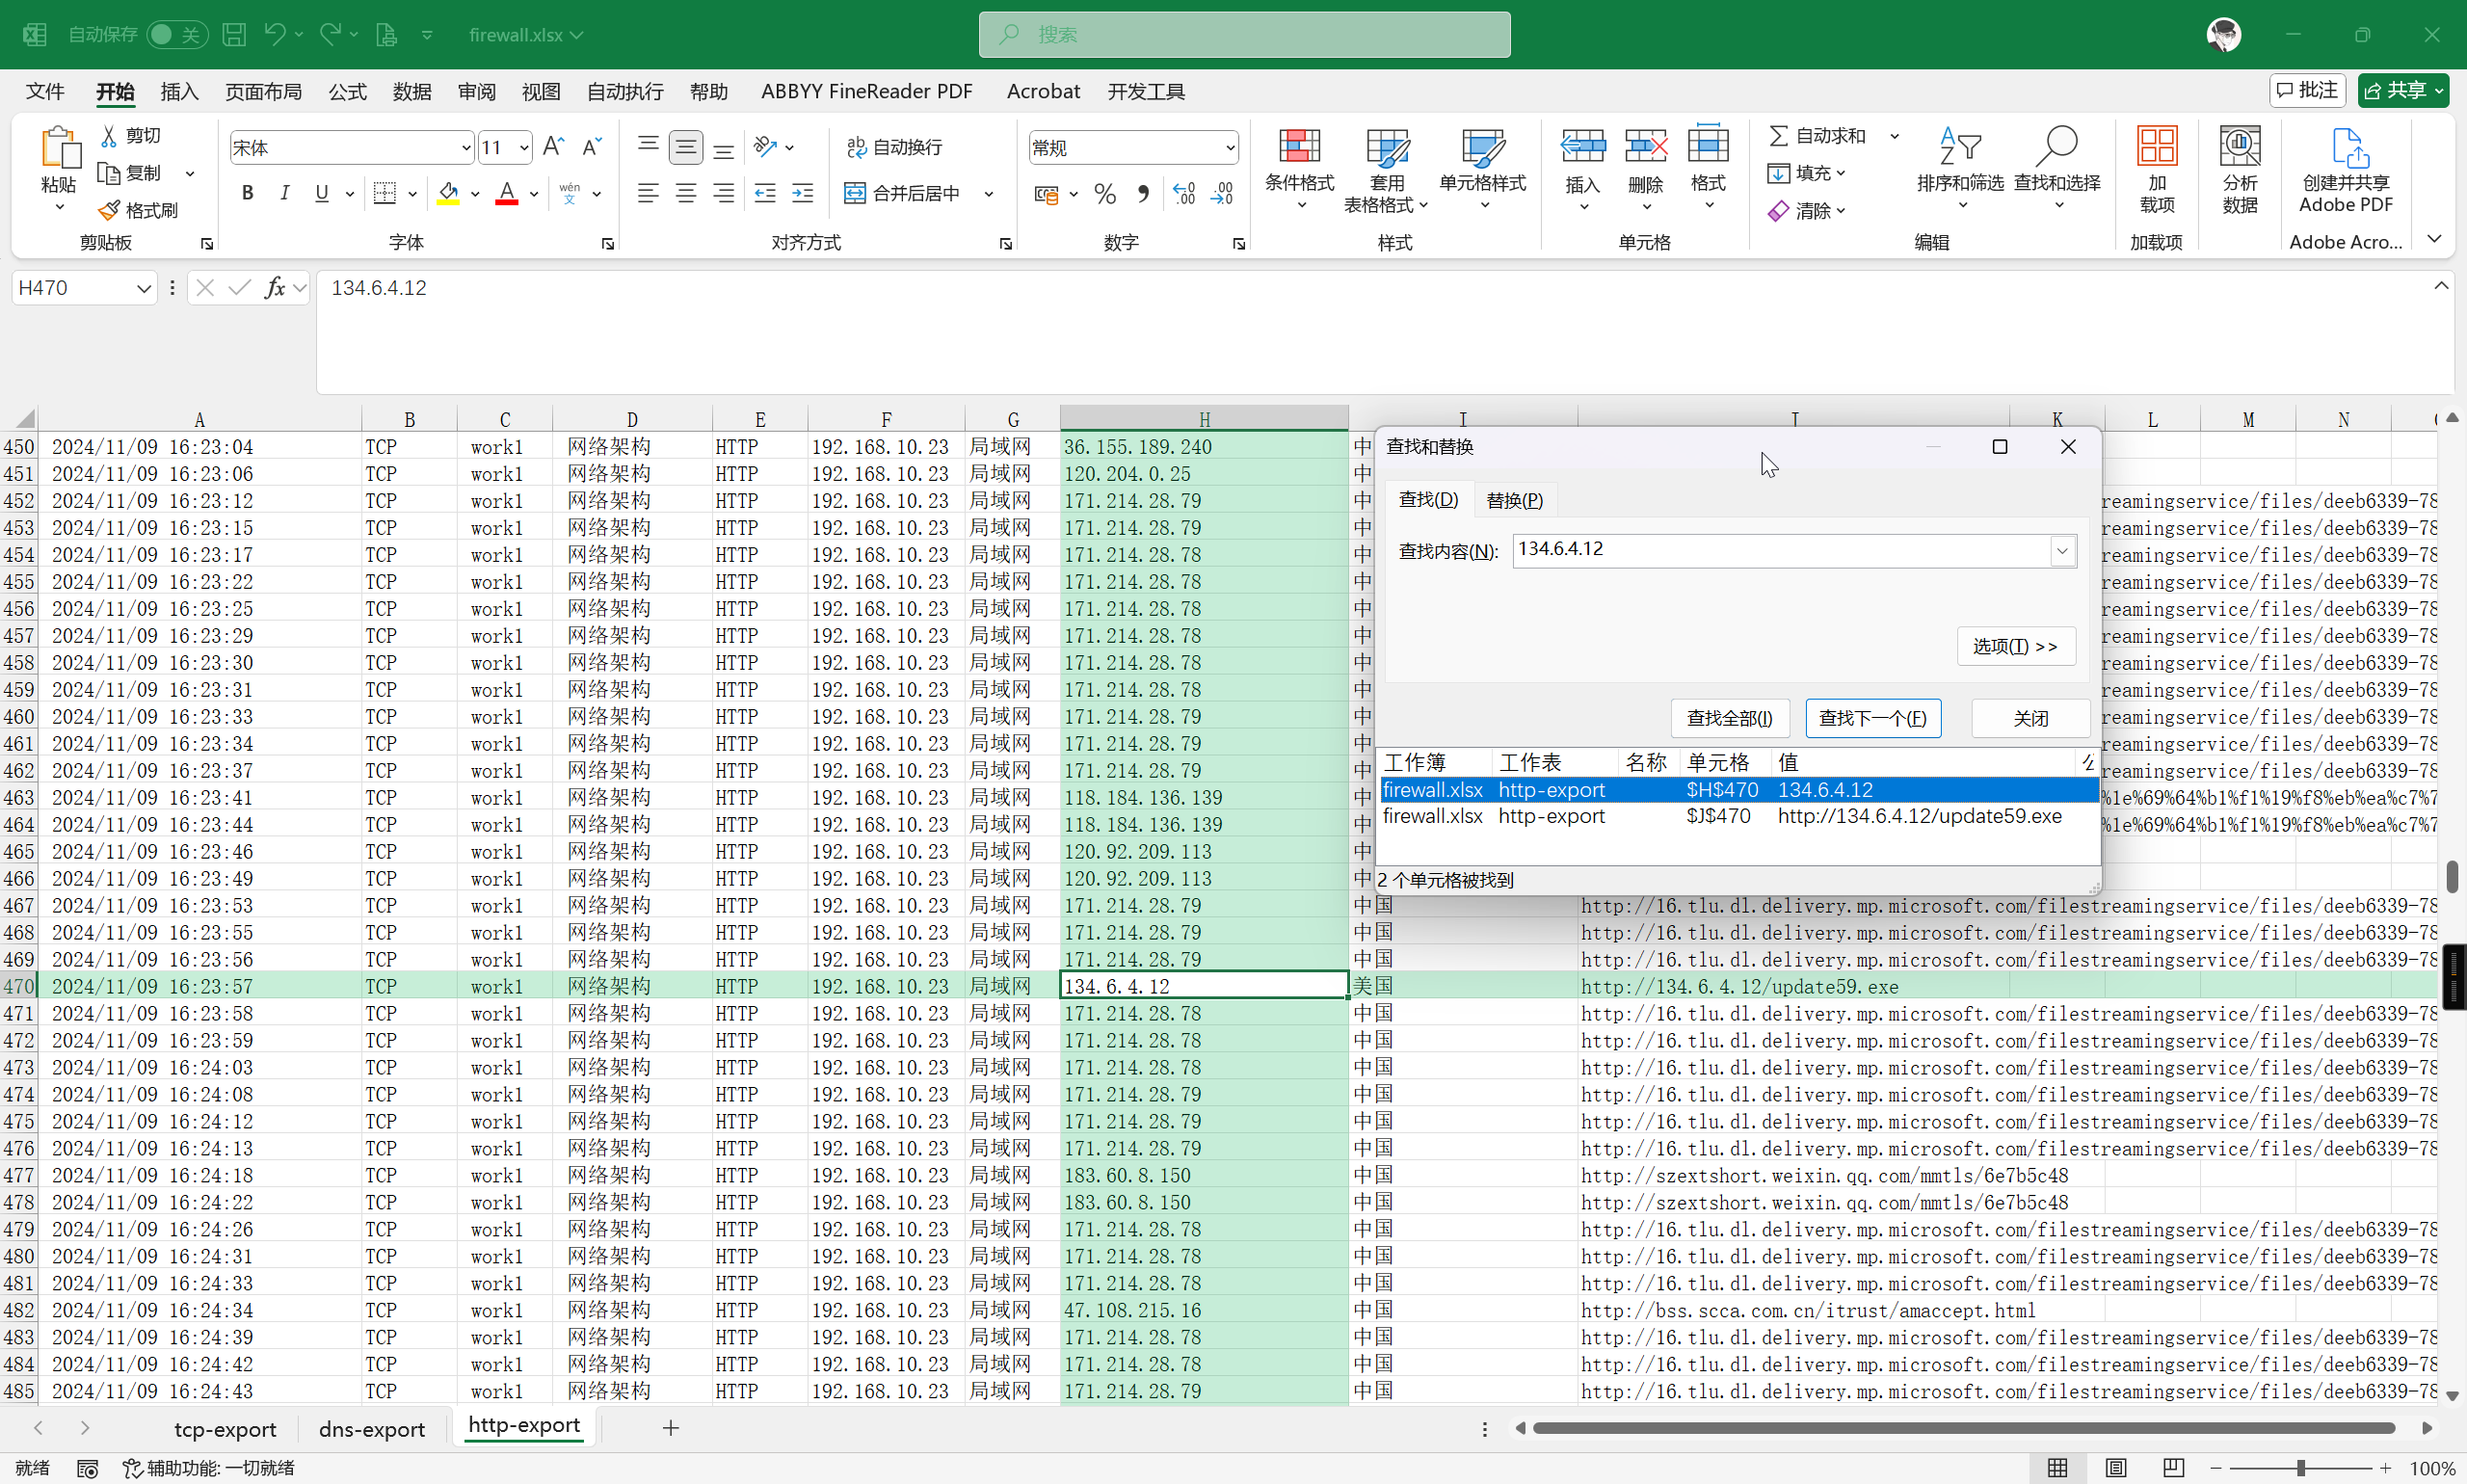 自动保存 关 firewall.xlsx 搜索
文件 开始 插入 页面布局 公式 数据 审阅 视图 自动执行 帮助 ABBYY FineReader PDF Acrobat 开发工具 批注 共享
粘贴 剪切 复制 格式刷 剪贴板
宋体 11 B I U wén 文 字体
自动换行 合并后居中 对齐方式
常规 数字
条件格式 套用 表格格式 单元格样式 样式
插入 删除 格式 单元格
自动求和 填充 清除 排序和筛选 查找和选择 编辑
加 载项 加载项
分析 数据
创建并共享 Adobe PDF Adobe Acro...
H470 fx 134.6.4.12
A B C D E F G H I J K L M N
450 2024/11/09 16:23:04 TCP work1 网络架构 HTTP 192.168.10.23 局域网 36.155.189.240 中
451 2024/11/09 16:23:06 TCP work1 网络架构 HTTP 192.168.10.23 局域网 120.204.0.25 中
452 2024/11/09 16:23:12 TCP work1 网络架构 HTTP 192.168.10.23 局域网 171.214.28.79 中 reamingservice/files/deeb6339-78
453 2024/11/09 16:23:15 TCP work1 网络架构 HTTP 192.168.10.23 局域网 171.214.28.79 中 reamingservice/files/deeb6339-78
454 2024/11/09 16:23:17 TCP work1 网络架构 HTTP 192.168.10.23 局域网 171.214.28.78 中 reamingservice/files/deeb6339-78
455 2024/11/09 16:23:22 TCP work1 网络架构 HTTP 192.168.10.23 局域网 171.214.28.78 中 reamingservice/files/deeb6339-78
456 2024/11/09 16:23:25 TCP work1 网络架构 HTTP 192.168.10.23 局域网 171.214.28.78 中 reamingservice/files/deeb6339-78
457 2024/11/09 16:23:29 TCP work1 网络架构 HTTP 192.168.10.23 局域网 171.214.28.78 中 reamingservice/files/deeb6339-78
458 2024/11/09 16:23:30 TCP work1 网络架构 HTTP 192.168.10.23 局域网 171.214.28.78 中 reamingservice/files/deeb6339-78
459 2024/11/09 16:23:31 TCP work1 网络架构 HTTP 192.168.10.23 局域网 171.214.28.78 中 reamingservice/files/deeb6339-78
460 2024/11/09 16:23:33 TCP work1 网络架构 HTTP 192.168.10.23 局域网 171.214.28.79 中 reamingservice/files/deeb6339-78
461 2024/11/09 16:23:34 TCP work1 网络架构 HTTP 192.168.10.23 局域网 171.214.28.79 中 reamingservice/files/deeb6339-78
462 2024/11/09 16:23:37 TCP work1 网络架构 HTTP 192.168.10.23 局域网 171.214.28.79 中 reamingservice/files/deeb6339-78
463 2024/11/09 16:23:41 TCP work1 网络架构 HTTP 192.168.10.23 局域网 118.184.136.139 中 %1e%69%64%b1%f1%19%f8%eb%ea%c7%7
464 2024/11/09 16:23:44 TCP work1 网络架构 HTTP 192.168.10.23 局域网 118.184.136.139 中 %1e%69%64%b1%f1%19%f8%eb%ea%c7%7
465 2024/11/09 16:23:46 TCP work1 网络架构 HTTP 192.168.10.23 局域网 120.92.209.113 中
466 2024/11/09 16:23:49 TCP work1 网络架构 HTTP 192.168.10.23 局域网 120.92.209.113 中
467 2024/11/09 16:23:53 TCP work1 网络架构 HTTP 192.168.10.23 局域网 171.214.28.79 中国 http://16.tlu.dl.delivery.mp.microsoft.com/filestreamingservice/files/deeb6339-78
468 2024/11/09 16:23:55 TCP work1 网络架构 HTTP 192.168.10.23 局域网 171.214.28.79 中国 http://16.tlu.dl.delivery.mp.microsoft.com/filestreamingservice/files/deeb6339-78
469 2024/11/09 16:23:56 TCP work1 网络架构 HTTP 192.168.10.23 局域网 171.214.28.79 中国 http://16.tlu.dl.delivery.mp.microsoft.com/filestreamingservice/files/deeb6339-78
470 2024/11/09 16:23:57 TCP work1 网络架构 HTTP 192.168.10.23 局域网 134.6.4.12 美国 http://134.6.4.12/update59.exe
471 2024/11/09 16:23:58 TCP work1 网络架构 HTTP 192.168.10.23 局域网 171.214.28.78 中国 http://16.tlu.dl.delivery.mp.microsoft.com/filestreamingservice/files/deeb6339-78
472 2024/11/09 16:23:59 TCP work1 网络架构 HTTP 192.168.10.23 局域网 171.214.28.78 中国 http://16.tlu.dl.delivery.mp.microsoft.com/filestreamingservice/files/deeb6339-78
473 2024/11/09 16:24:03 TCP work1 网络架构 HTTP 192.168.10.23 局域网 171.214.28.78 中国 http://16.tlu.dl.delivery.mp.microsoft.com/filestreamingservice/files/deeb6339-78
474 2024/11/09 16:24:08 TCP work1 网络架构 HTTP 192.168.10.23 局域网 171.214.28.79 中国 http://16.tlu.dl.delivery.mp.microsoft.com/filestreamingservice/files/deeb6339-78
475 2024/11/09 16:24:12 TCP work1 网络架构 HTTP 192.168.10.23 局域网 171.214.28.79 中国 http://16.tlu.dl.delivery.mp.microsoft.com/filestreamingservice/files/deeb6339-78
476 2024/11/09 16:24:13 TCP work1 网络架构 HTTP 192.168.10.23 局域网 171.214.28.79 中国 http://16.tlu.dl.delivery.mp.microsoft.com/filestreamingservice/files/deeb6339-78
477 2024/11/09 16:24:18 TCP work1 网络架构 HTTP 192.168.10.23 局域网 183.60.8.150 中国 http://szextshort.weixin.qq.com/mmtls/6e7b5c48
478 2024/11/09 16:24:22 TCP work1 网络架构 HTTP 192.168.10.23 局域网 183.60.8.150 中国 http://szextshort.weixin.qq.com/mmtls/6e7b5c48
479 2024/11/09 16:24:26 TCP work1 网络架构 HTTP 192.168.10.23 局域网 171.214.28.78 中国 http://16.tlu.dl.delivery.mp.microsoft.com/filestreamingservice/files/deeb6339-78
480 2024/11/09 16:24:31 TCP work1 网络架构 HTTP 192.168.10.23 局域网 171.214.28.78 中国 http://16.tlu.dl.delivery.mp.microsoft.com/filestreamingservice/files/deeb6339-78
481 2024/11/09 16:24:33 TCP work1 网络架构 HTTP 192.168.10.23 局域网 171.214.28.78 中国 http://16.tlu.dl.delivery.mp.microsoft.com/filestreamingservice/files/deeb6339-78
482 2024/11/09 16:24:34 TCP work1 网络架构 HTTP 192.168.10.23 局域网 47.108.215.16 中国 http://bss.scca.com.cn/itrust/amaccept.html
483 2024/11/09 16:24:39 TCP work1 网络架构 HTTP 192.168.10.23 局域网 171.214.28.78 中国 http://16.tlu.dl.delivery.mp.microsoft.com/filestreamingservice/files/deeb6339-78
484 2024/11/09 16:24:42 TCP work1 网络架构 HTTP 192.168.10.23 局域网 171.214.28.78 中国 http://16.tlu.dl.delivery.mp.microsoft.com/filestreamingservice/files/deeb6339-78
485 2024/11/09 16:24:43 TCP work1 网络架构 HTTP 192.168.10.23 局域网 171.214.28.79 中国 http://16.tlu.dl.delivery.mp.microsoft.com/filestreamingservice/files/deeb6339-78
查找和替换
查找(D) 替换(P)
查找内容(N): 134.6.4.12
选项(T) >>
查找全部(I) 查找下一个(F) 关闭
工作簿 工作表 名称 单元格 值
firewall.xlsx http-export $H$470 134.6.4.12
firewall.xlsx http-export $J$470 http://134.6.4.12/update59.exe
2 个单元格被找到
tcp-export dns-export http-export
就绪 辅助功能: 一切就绪 100%